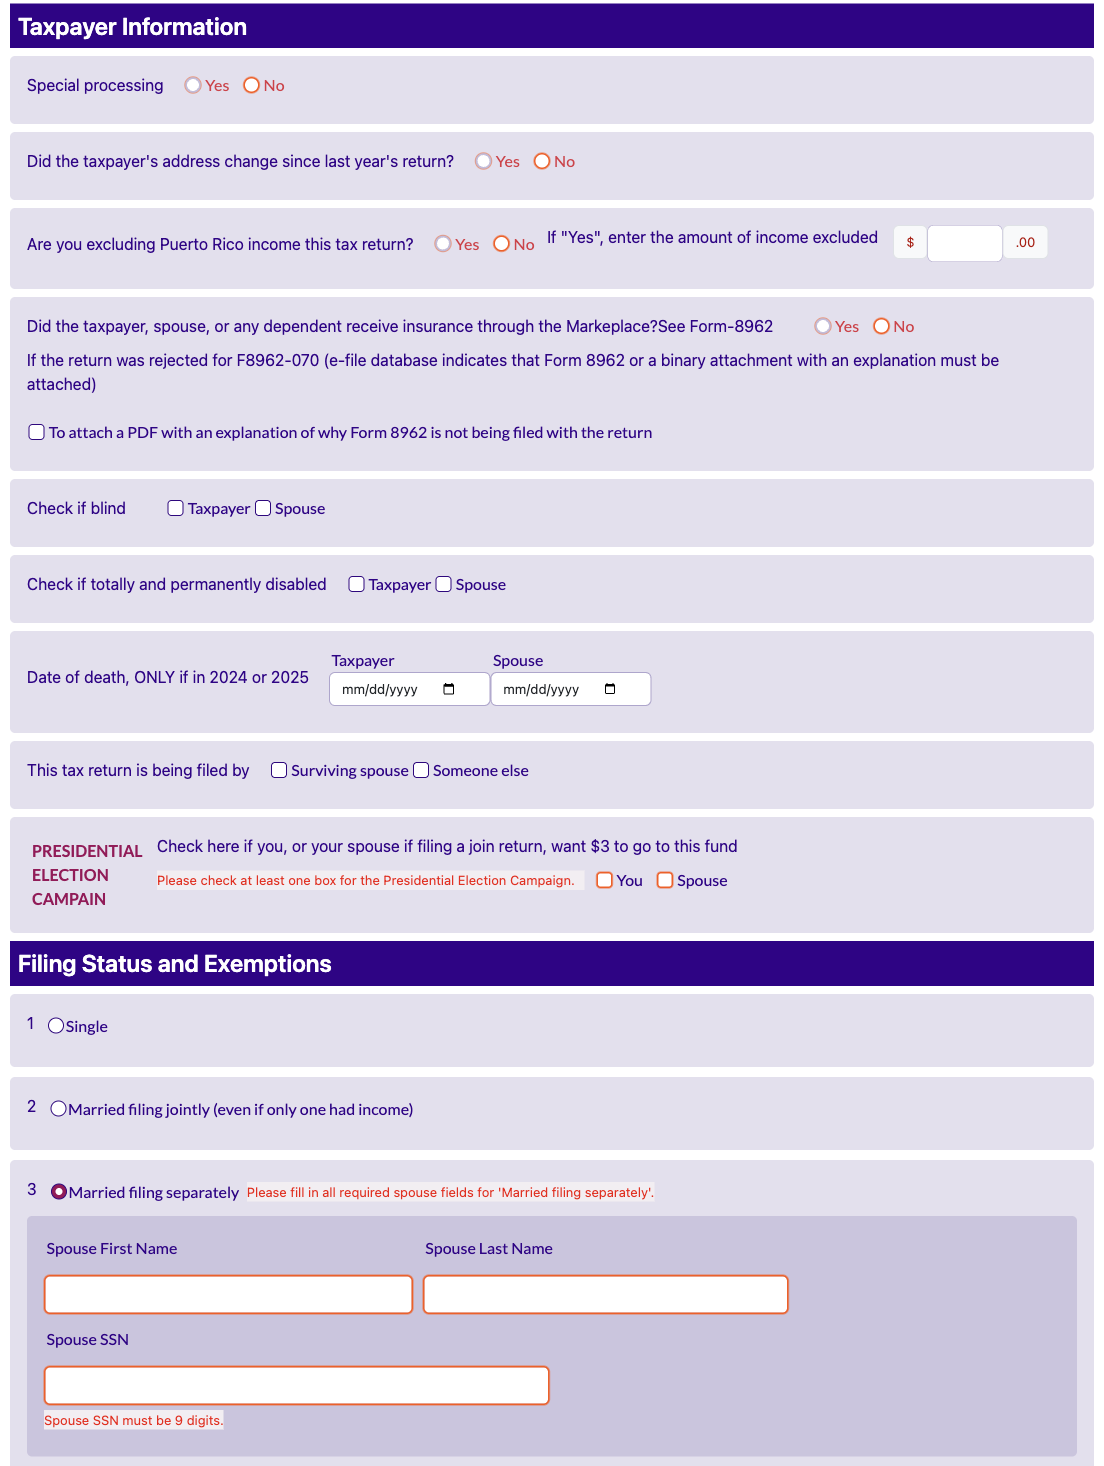 Taxpayer Information
Special processing Yes No
Did the taxpayer's address change since last year's return? Yes No
Are you excluding Puerto Rico income this tax return? Yes No If "Yes", enter the amount of income excluded $ .00
Did the taxpayer, spouse, or any dependent receive insurance through the Markeplace?See Form-8962 Yes No
If the return was rejected for F8962-070 (e-file database indicates that Form 8962 or a binary attachment with an explanation must be
attached)
To attach a PDF with an explanation of why Form 8962 is not being filed with the return
Check if blind Taxpayer Spouse
Check if totally and permanently disabled Taxpayer Spouse
Taxpayer Spouse
Date of death, ONLY if in 2024 or 2025 mm/dd/yyyy mm/dd/yyyy
This tax return is being filed by Surviving spouse Someone else
PRESIDENTIAL
ELECTION
CAMPAIN
Check here if you, or your spouse if filing a join return, want $3 to go to this fund
Please check at least one box for the Presidential Election Campaign. You Spouse
Filing Status and Exemptions
1 Single
2 Married filing jointly (even if only one had income)
3 Married filing separately Please fill in all required spouse fields for 'Married filing separately'.
Spouse First Name Spouse Last Name
Spouse SSN
Spouse SSN must be 9 digits.